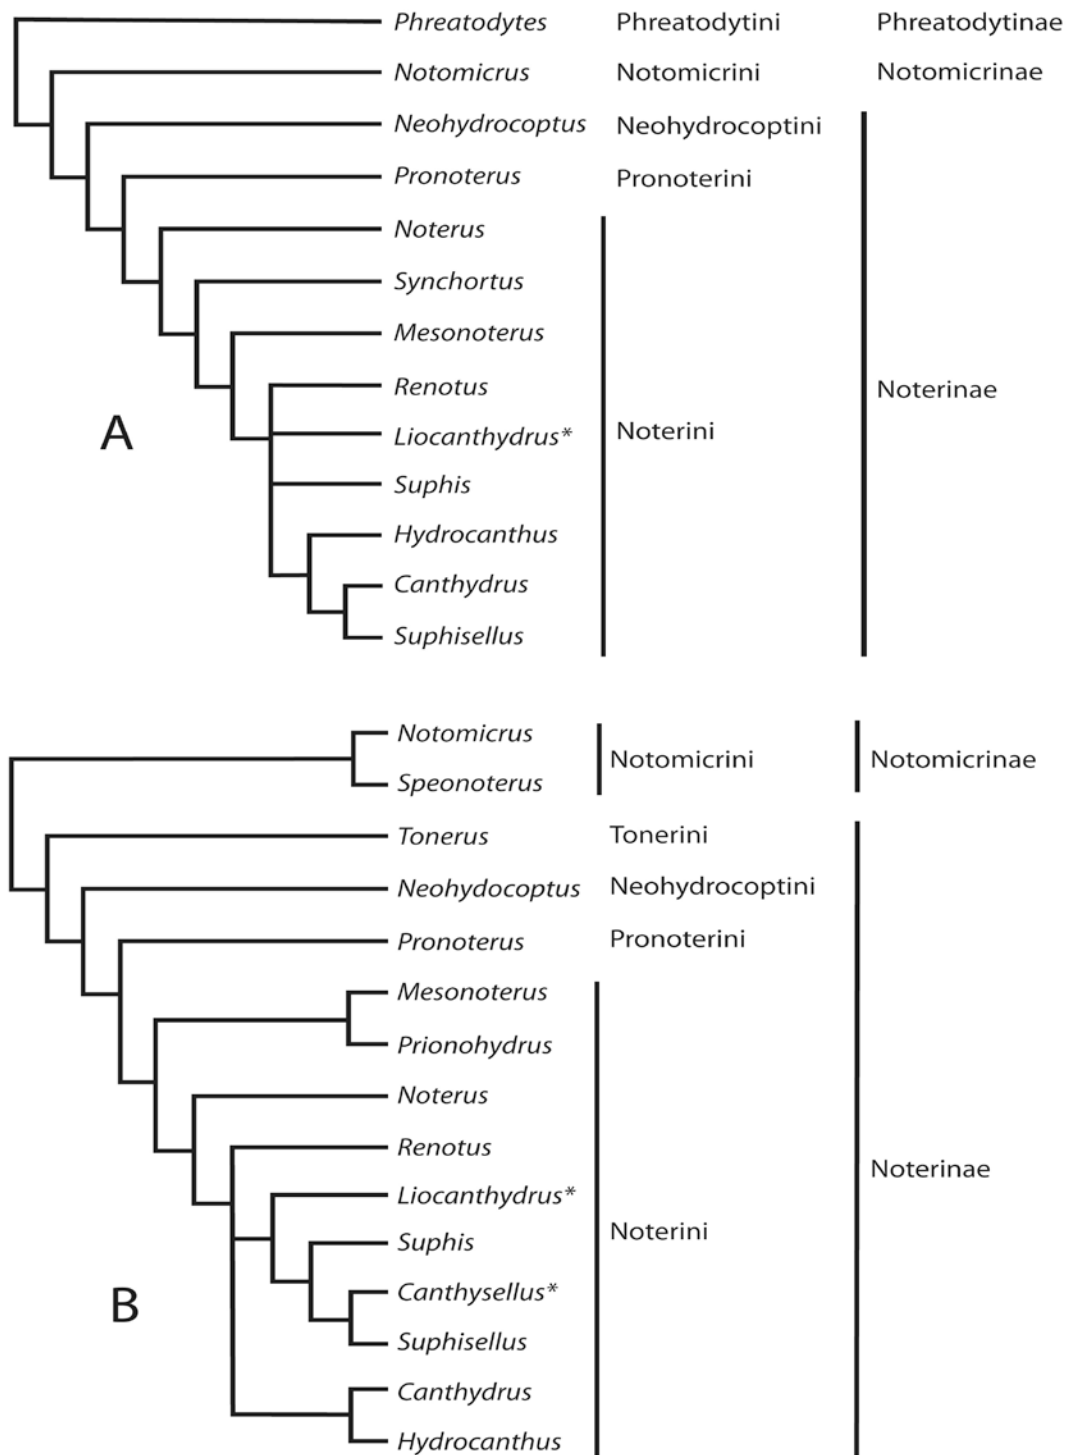 Phreatodytes Phreatodytini Phreatodytinae
Notomicrus Notomicrini Notomicrinae
Neohydrocoptus Neohydrocoptini
Pronoterus Pronoterini
Noterus
Synchortus
Mesonoterus
Renotus Noterinae
A Liocanthydrus* Noterini
Suphis
Hydrocanthus
Canthydrus
Suphisellus
Notomicrus
Notomicrini Notomicrinae
Speonoterus
Tonerus Tonerini
Neohydocoptus Neohydrocoptini
Pronoterus Pronoterini
Mesonoterus
Prionohydrus
Noterus
Renotus
Noterinae
Liocanthydrus*
Noterini
Suphis
B Canthysellus*
Suphisellus
Canthydrus
Hydrocanthus